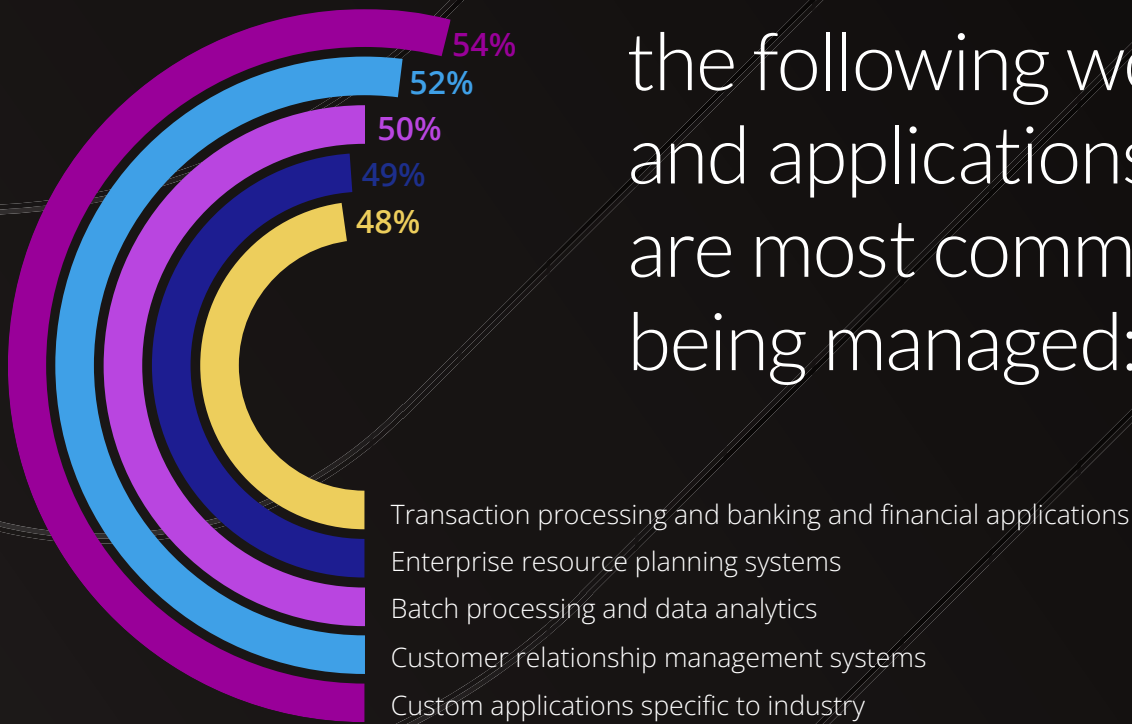 54%
52%
50%
49%
48%
the following
and applications
are most
being managed:
Transaction processing and banking and financial applications
Enterprise resource planning systems
Batch processing and data analytics
Customer relationship management systems
Custom applications specific to industry